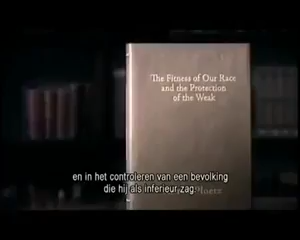 The Fitness of Our Race
and the Protection
of the Weak
en in het controleren van een bevolking
die hij als inferieur zag.